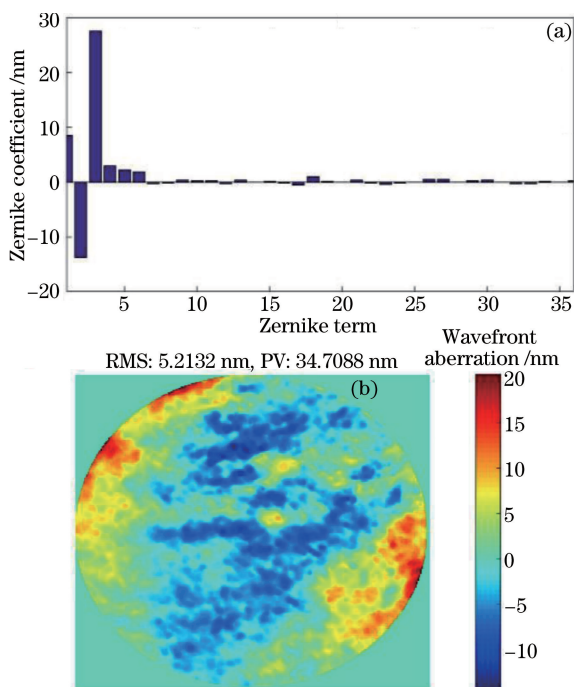 (a)
Zernike coefficient /nm
30
20
10
0
−10
−20
5
10
15
20
25
30
35
Zernike term
RMS: 5.2132 nm, PV: 34.7088 nm
Wavefront
aberration /nm
(b)
20
15
10
5
0
−5
−10